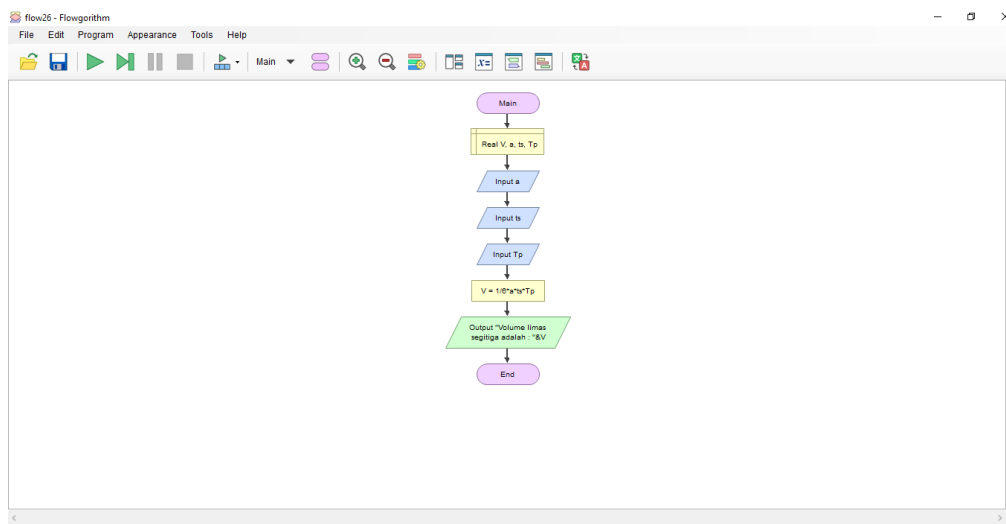 flow26 - Flowgorithm
File Edit Program Appearance Tools Help
Main
Main
Real V, a, ts, Tp
Input a
Input ts
Input Tp
V = 1/6*a*ts*Tp
Output "Volume limas
segitiga adalah : "&V
End